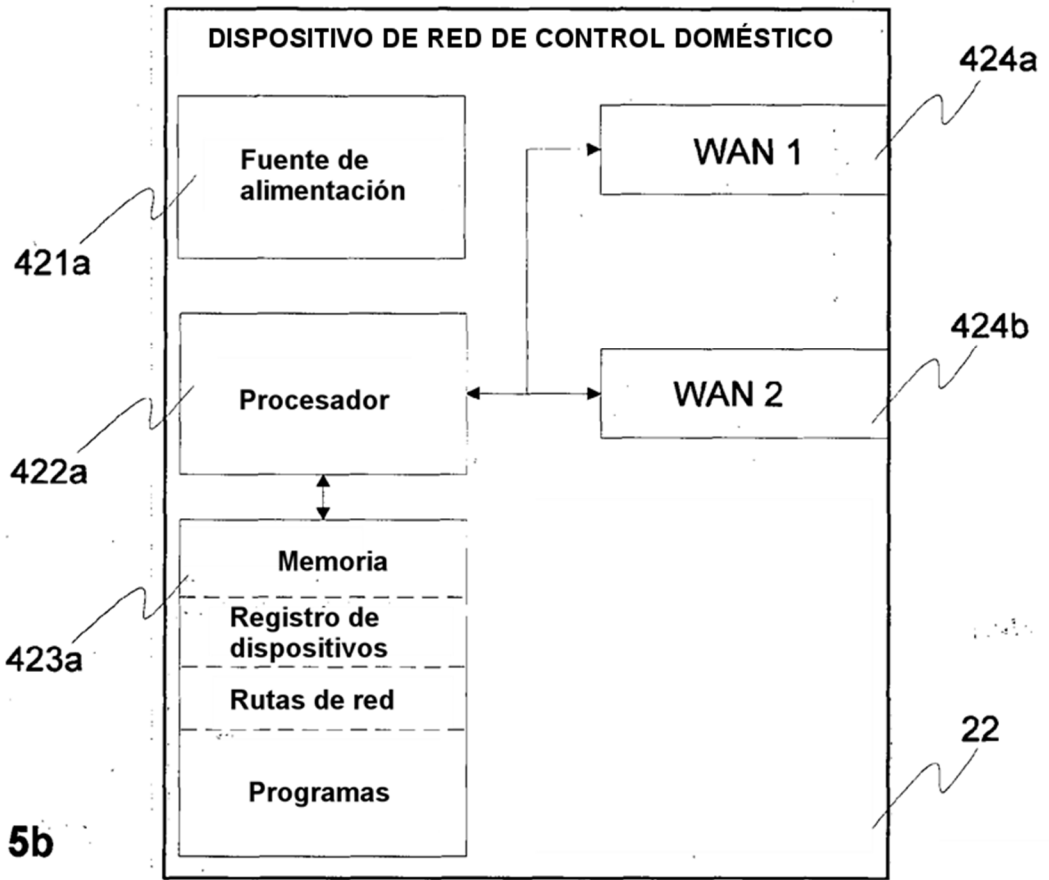 DISPOSITIVO DE RED DE CONTROL DOMÉSTICO
424a
WAN 1
Fuente de
alimentación
421a
424b
WAN 2
Procesador
422a
Memoria
Registro de
dispositivos
423a
Rutas de red
22
Programas
5b